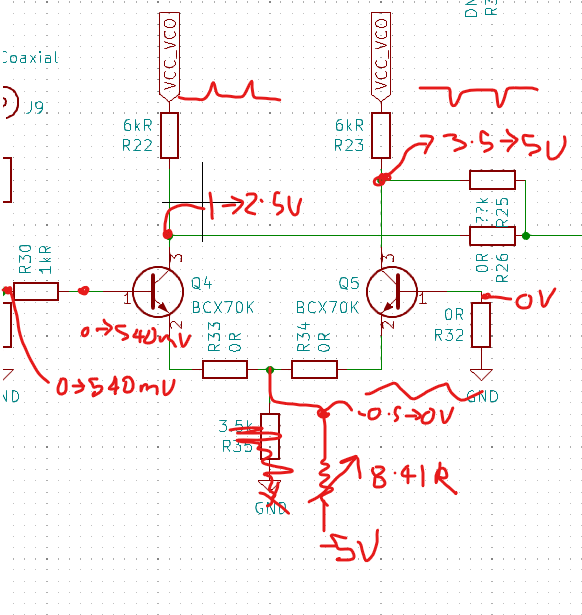 DN
R3
Coaxial
J9
VCC_VCO
VCC_VCO
6kR
R22
6kR
R23
3.5→5V
1→2.5V
??k
R25
0R
R26
R30
1kR
3
3
Q4
BCX70K
Q5
BCX70K
1
1
2
2
0→540mV
0→540mV
0V
0R
R32
R33
0R
R34
0R
ND
GND
-0.5→0V
3.5k
R35
8.41R
GND
-5V